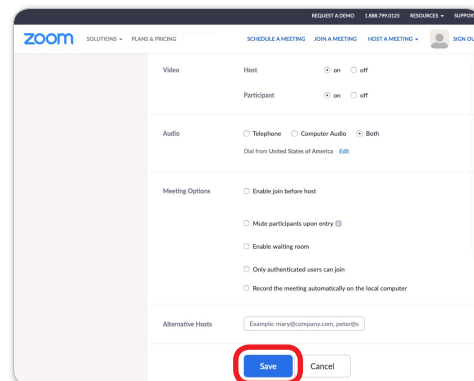 REQUEST A DEMO 1.888.799.0125 RESOURCES SUPPORT
zoom SOLUTIONS PLANS & PRICING SCHEDULE A MEETING JOIN A MEETING HOST A MEETING SIGN OU
Video Host on off
Participant on off
Audio Telephone Computer Audio Both
Dial from United States of America Edit
Meeting Options Enable join before host
Mute participants upon entry
Enable waiting room
Only authenticated users can join
Record the meeting automatically on the local computer
Alternative Hosts Example: mary@company.com, peter@s
Save Cancel